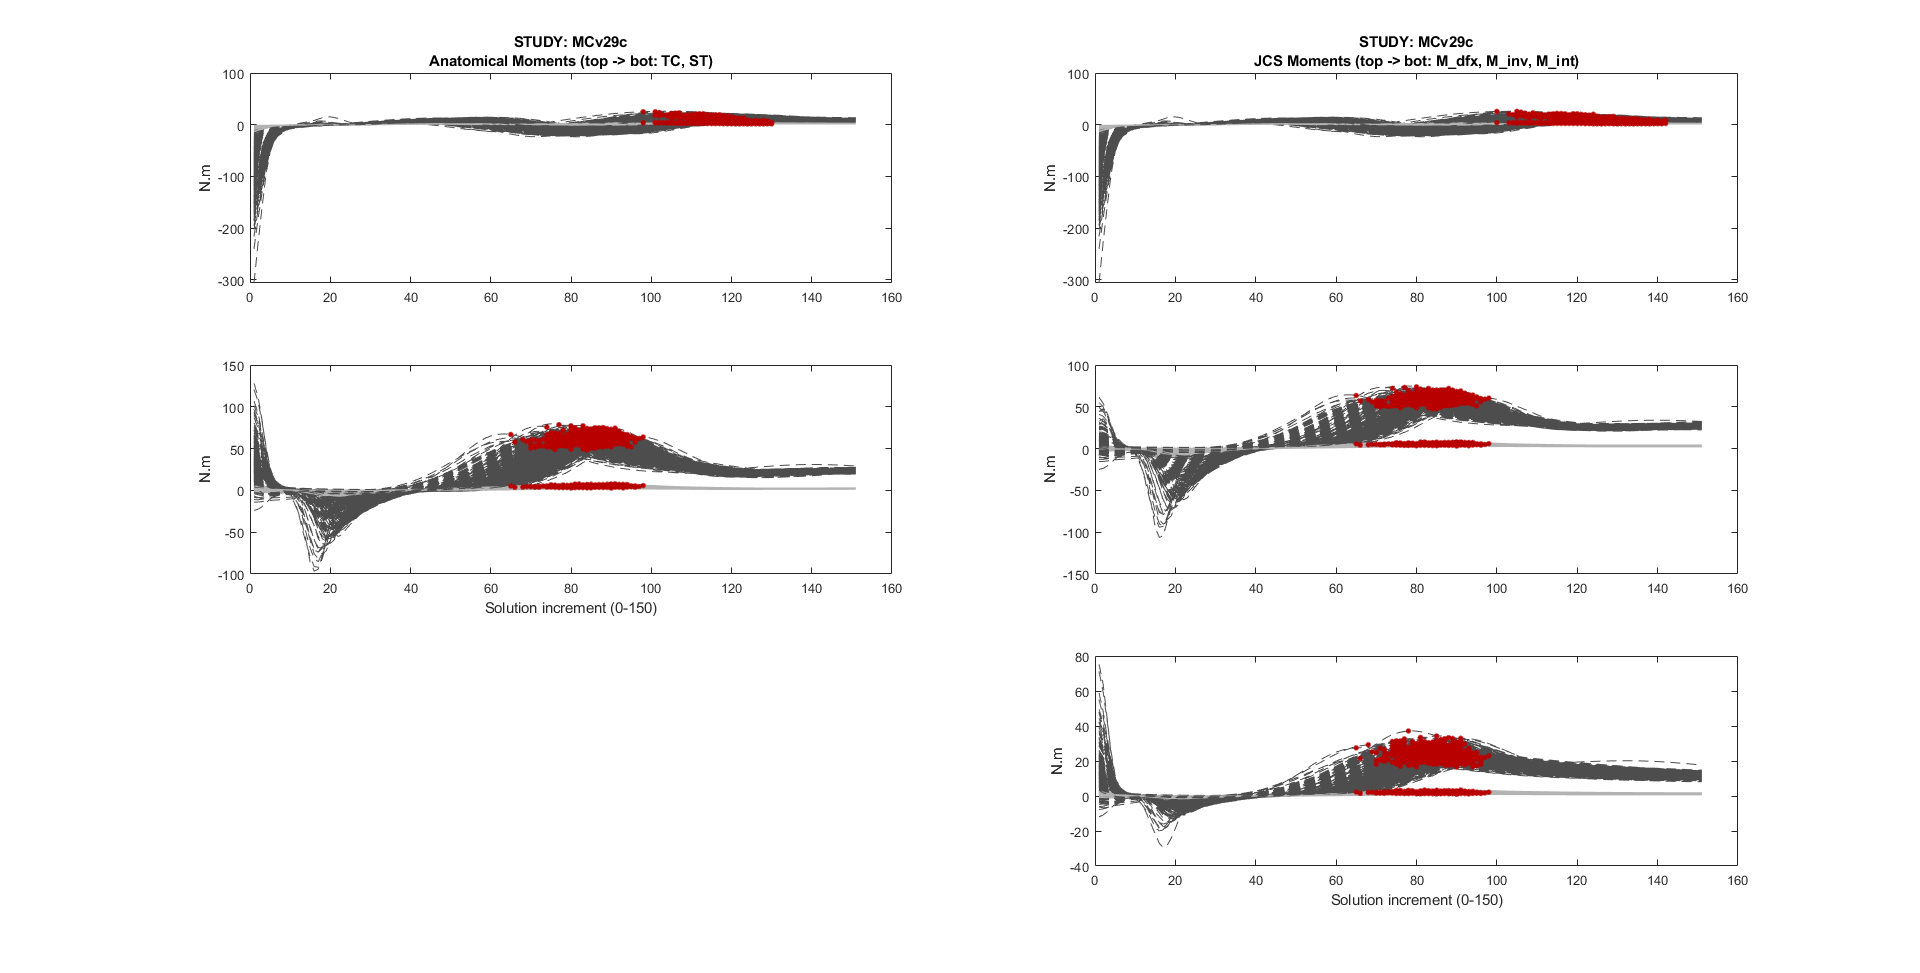 STUDY: MCv29c
Anatomical Moments (top -> bot: TC, ST)
100
0
-100
-200
-300
N.m
0 20 40 60 80 100 120 140 160
150
100
50
0
-50
-100
N.m
0 20 40 60 80 100 120 140 160
Solution increment (0-150)
STUDY: MCv29c
JCS Moments (top -> bot: M_dfx, M_inv, M_int)
100
0
-100
-200
-300
N.m
0 20 40 60 80 100 120 140 160
100
50
0
-50
-100
-150
N.m
0 20 40 60 80 100 120 140 160
80
60
40
20
0
-20
-40
N.m
0 20 40 60 80 100 120 140 160
Solution increment (0-150)